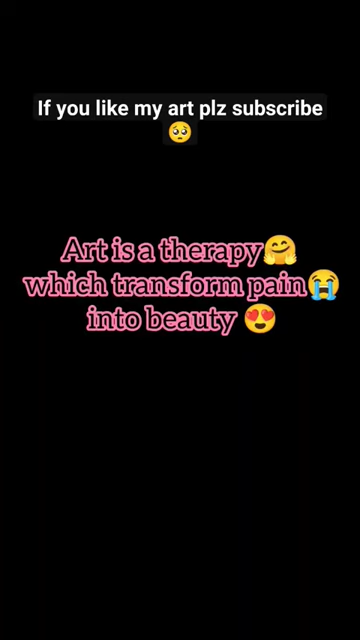 If you like my art plz subscribe
🥺
Art is a therapy🤗
which transform pain😭
into beauty 😍